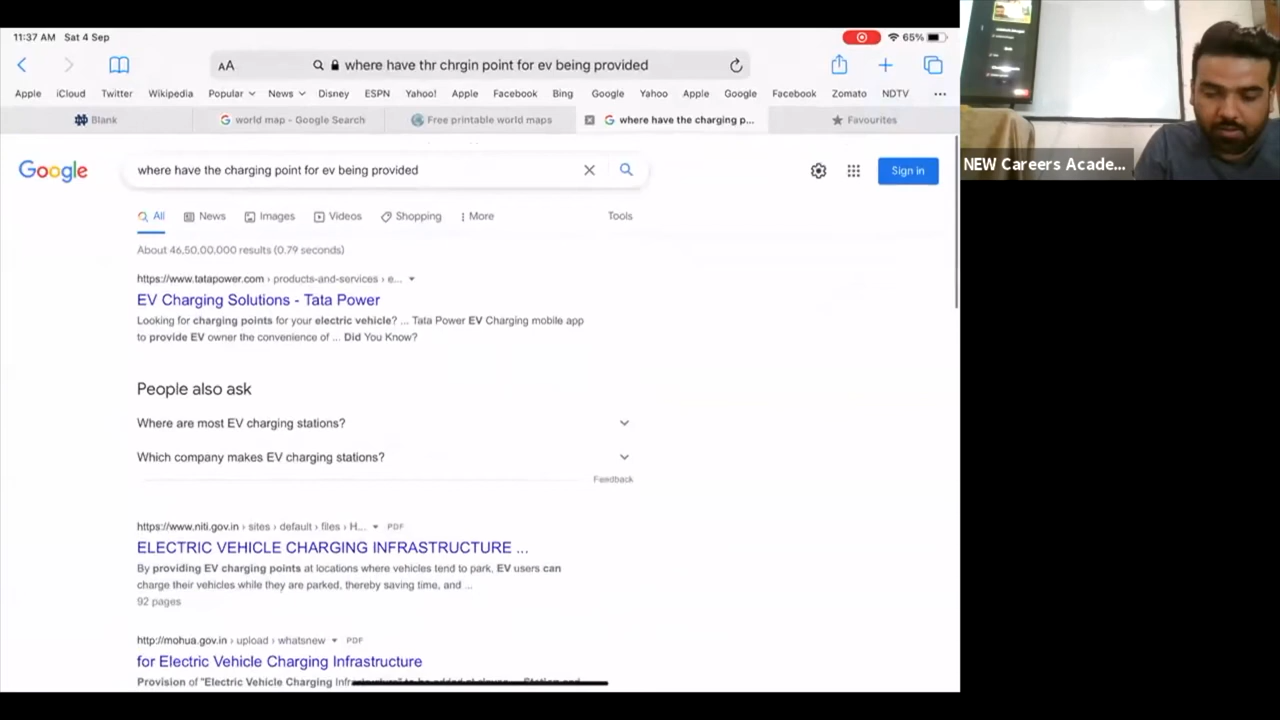 11:37 AM Sat 4 Sep
65%
AA where have thr chrgin point for ev being provided
Apple iCloud Twitter Wikipedia Popular News Disney ESPN Yahoo! Apple Facebook Bing Google Yahoo Apple Google Facebook Zomato NDTV
Blank world map - Google Search Free printable world maps where have the charging p... Favourites
NEW Careers Acade...
Google where have the charging point for ev being provided Sign in
All News Images Videos Shopping More Tools
About 46,50,00,000 results (0.79 seconds)
https://www.tatapower.com › products-and-services › e...
EV Charging Solutions - Tata Power
Looking for charging points for your electric vehicle? ... Tata Power EV Charging mobile app
to provide EV owner the convenience of ... Did You Know?
People also ask
Where are most EV charging stations?
Which company makes EV charging stations?
Feedback
https://www.niti.gov.in › sites › default › files › H... PDF
ELECTRIC VEHICLE CHARGING INFRASTRUCTURE ...
By providing EV charging points at locations where vehicles tend to park, EV users can
charge their vehicles while they are parked, thereby saving time, and ...
92 pages
http://mohua.gov.in › upload › whatsnew PDF
for Electric Vehicle Charging Infrastructure
Provision of "Electric Vehicle Charging